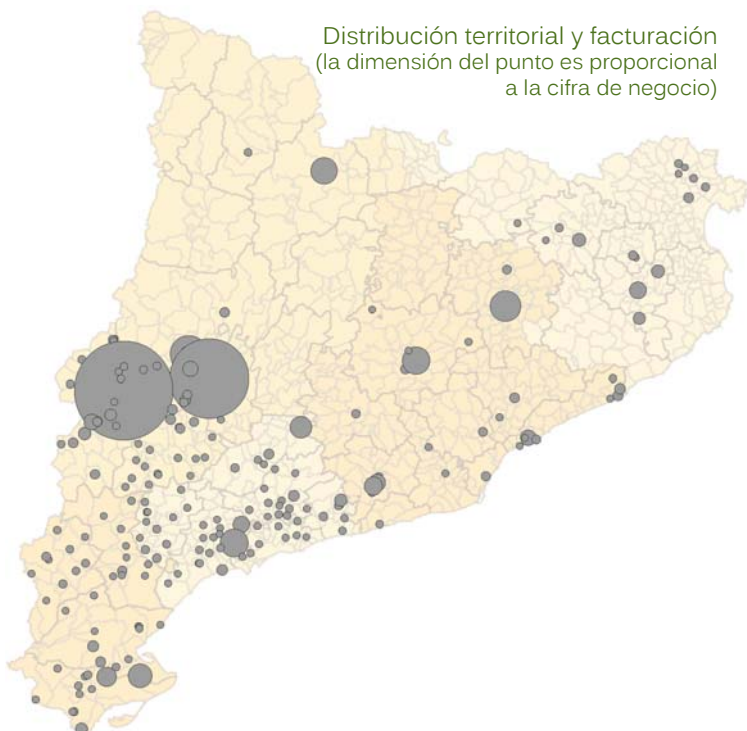 Distribución territorial y facturación
(la dimensión del punto es proporcional
a la cifra de negocio)